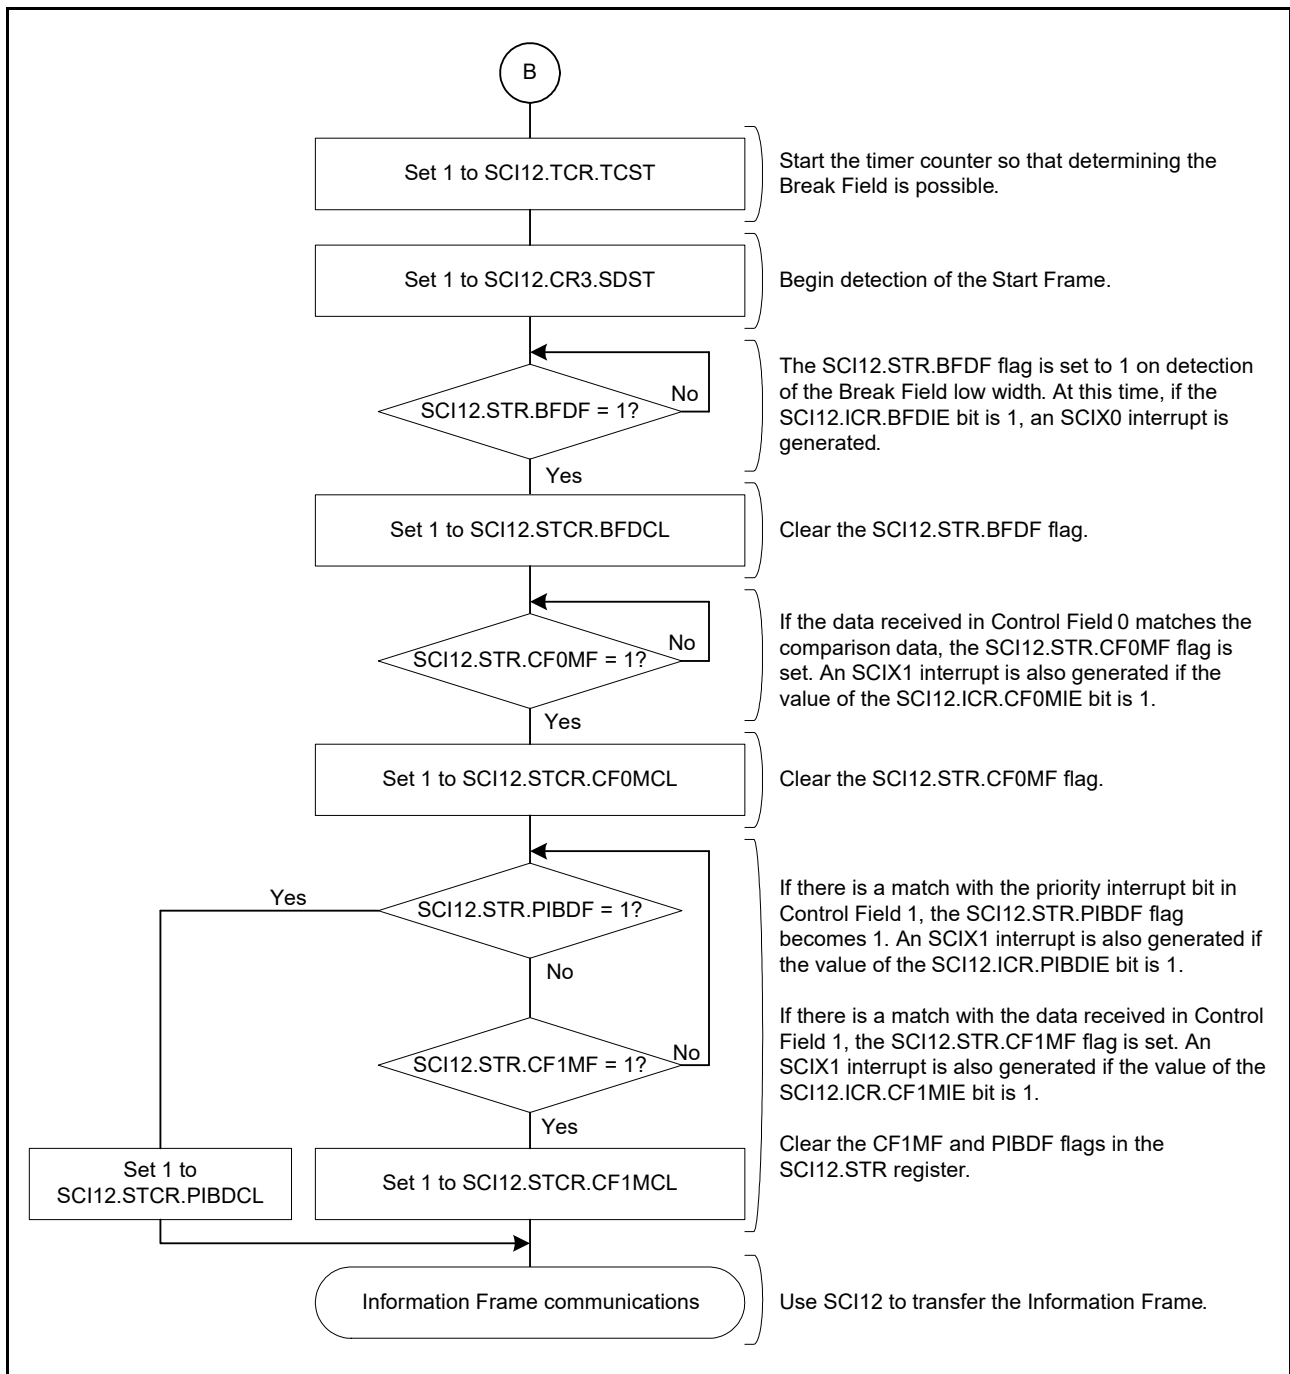 B
Set 1 to SCI12.TCR.TCST
Start the timer counter so that determining the
Break Field is possible.
Set 1 to SCI12.CR3.SDST
Begin detection of the Start Frame.
SCI12.STR.BFDF = 1?
No
Yes
The SCI12.STR.BFDF flag is set to 1 on detection
of the Break Field low width. At this time, if the
SCI12.ICR.BFDIE bit is 1, an SCIX0 interrupt is
generated.
Set 1 to SCI12.STCR.BFDCL
Clear the SCI12.STR.BFDF flag.
SCI12.STR.CF0MF = 1?
No
Yes
If the data received in Control Field 0 matches the
comparison data, the SCI12.STR.CF0MF flag is
set. An SCIX1 interrupt is also generated if the
value of the SCI12.ICR.CF0MIE bit is 1.
Set 1 to SCI12.STCR.CF0MCL
Clear the SCI12.STR.CF0MF flag.
Yes
SCI12.STR.PIBDF = 1?
No
If there is a match with the priority interrupt bit in
Control Field 1, the SCI12.STR.PIBDF flag
becomes 1. An SCIX1 interrupt is also generated if
the value of the SCI12.ICR.PIBDIE bit is 1.
SCI12.STR.CF1MF = 1?
No
Yes
If there is a match with the data received in Control
Field 1, the SCI12.STR.CF1MF flag is set. An
SCIX1 interrupt is also generated if the value of the
SCI12.ICR.CF1MIE bit is 1.
Set 1 to
SCI12.STCR.PIBDCL
Set 1 to SCI12.STCR.CF1MCL
Clear the CF1MF and PIBDF flags in the
SCI12.STR register.
Information Frame communications
Use SCI12 to transfer the Information Frame.